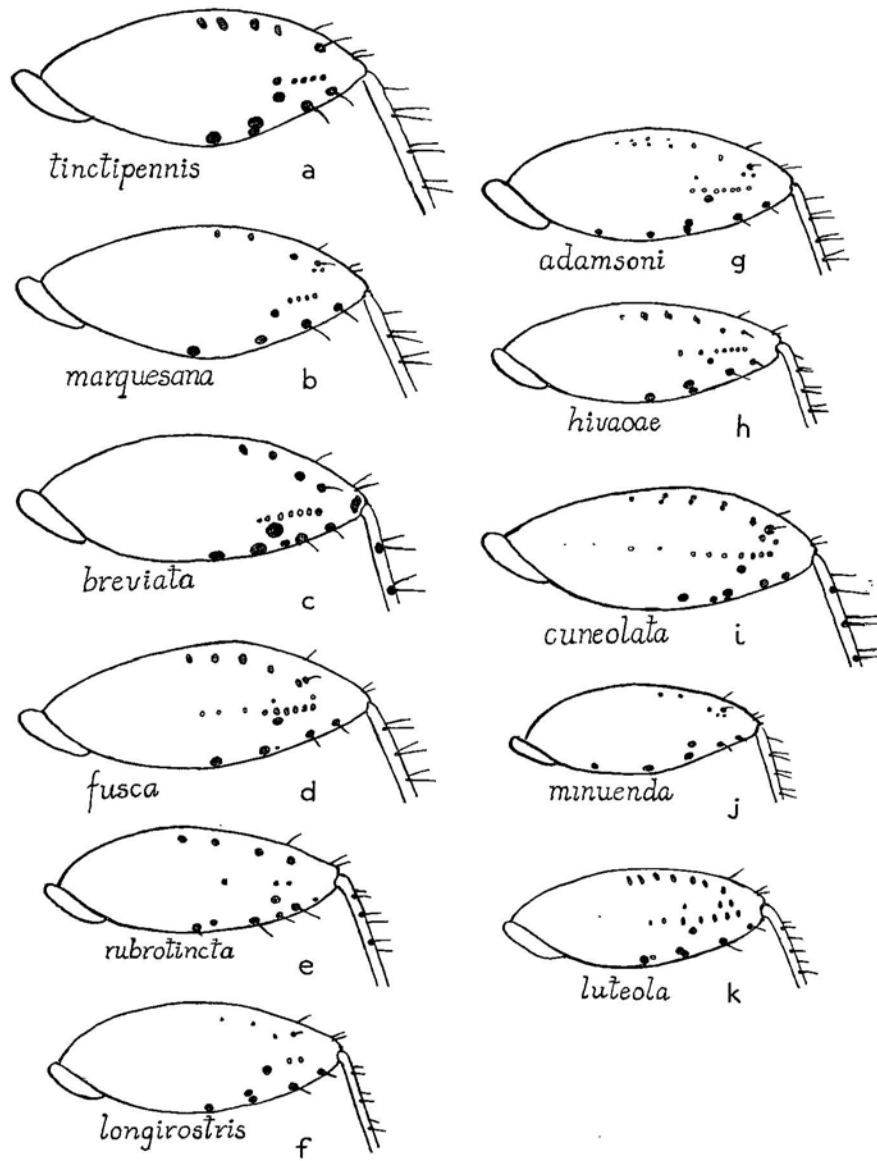 tinctipennis a
marquesana b
breviata c
fusca d
rubrotincta e
longirostris f
adamsoni g
hivaoae h
cuneolata i
minuenda j
luteola k